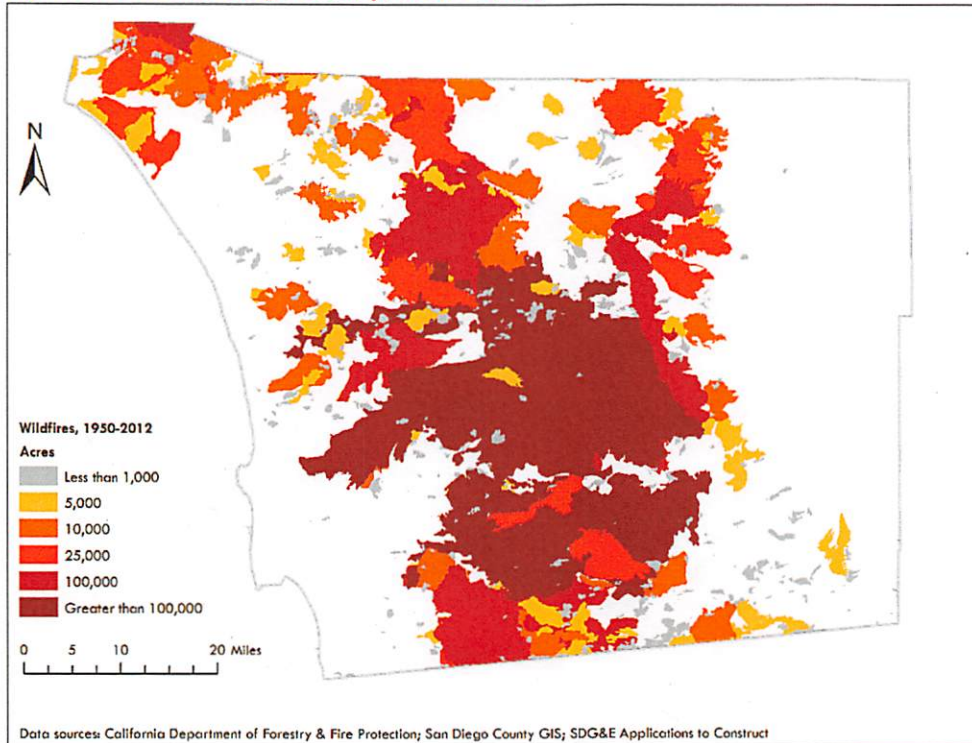 N
Wildfires, 1950-2012
Acres
Less than 1,000
5,000
10,000
25,000
100,000
Greater than 100,000
0 5 10 20 Miles
Data sources: California Department of Forestry & Fire Protection; San Diego County GIS; SDG&E Applications to Construct